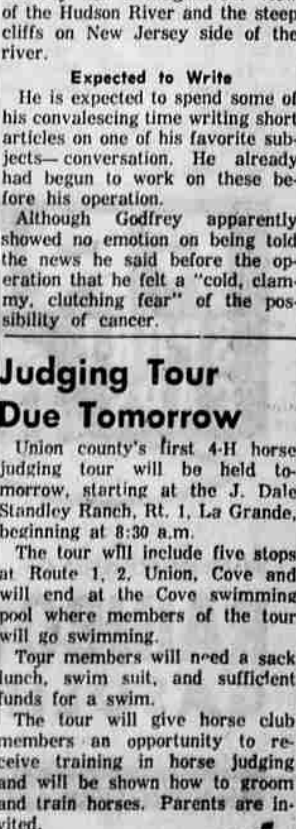 of the Hudson River and the steep
cliffs on New Jersey side of the
river.
Expected to Write
He is expected to spend some of
his convalescing time writing short
articles on one of his favorite sub-
jects— conversation. He already
had begun to work on these be-
fore his operation.
Although Godfrey apparently
showed no emotion on being told
the news he said before the op-
eration that he felt a "cold, clam-
my, clutching fear" of the pos-
sibility of cancer.
Judging Tour
Due Tomorrow
Union county's first 4-H horse
judging tour will be held to-
morrow, starting at the J. Dale
Standley Ranch, Rt. 1, La Grande,
beginning at 8:30 a.m.
The tour will include five stops
at Route 1, 2, Union, Cove and
will end at the Cove swimming
pool where members of the tour
will go swimming.
Tour members will need a sack
lunch, swim suit, and sufficient
funds for a swim.
The tour will give horse club
members an opportunity to re-
ceive training in horse judging
and will be shown how to groom
and train horses. Parents are in-
vited.